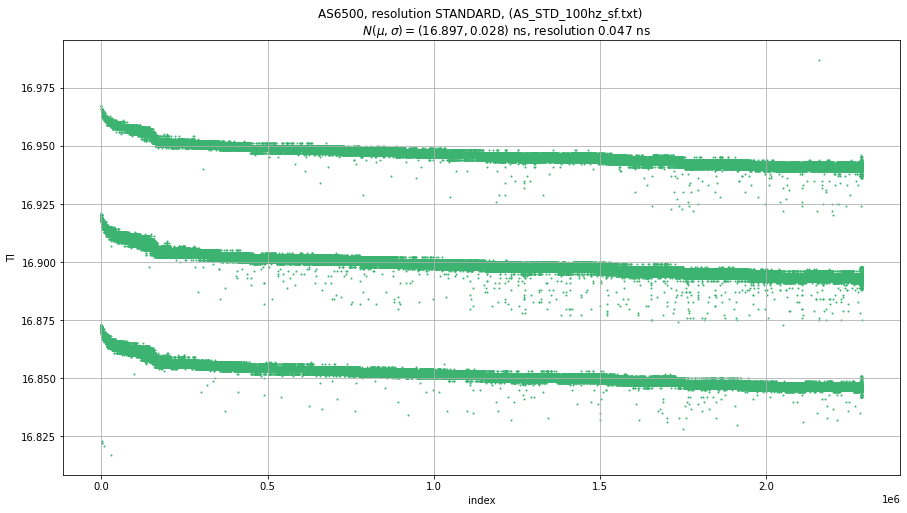 AS6500, resolution STANDARD, (AS_STD_100hz_sf.txt)
N(μ, σ) = (16.897, 0.028) ns, resolution 0.047 ns
16.975
16.950
16.925
16.900
16.875
16.850
16.825
TI
0.0 0.5 1.0 1.5 2.0
1e6
index